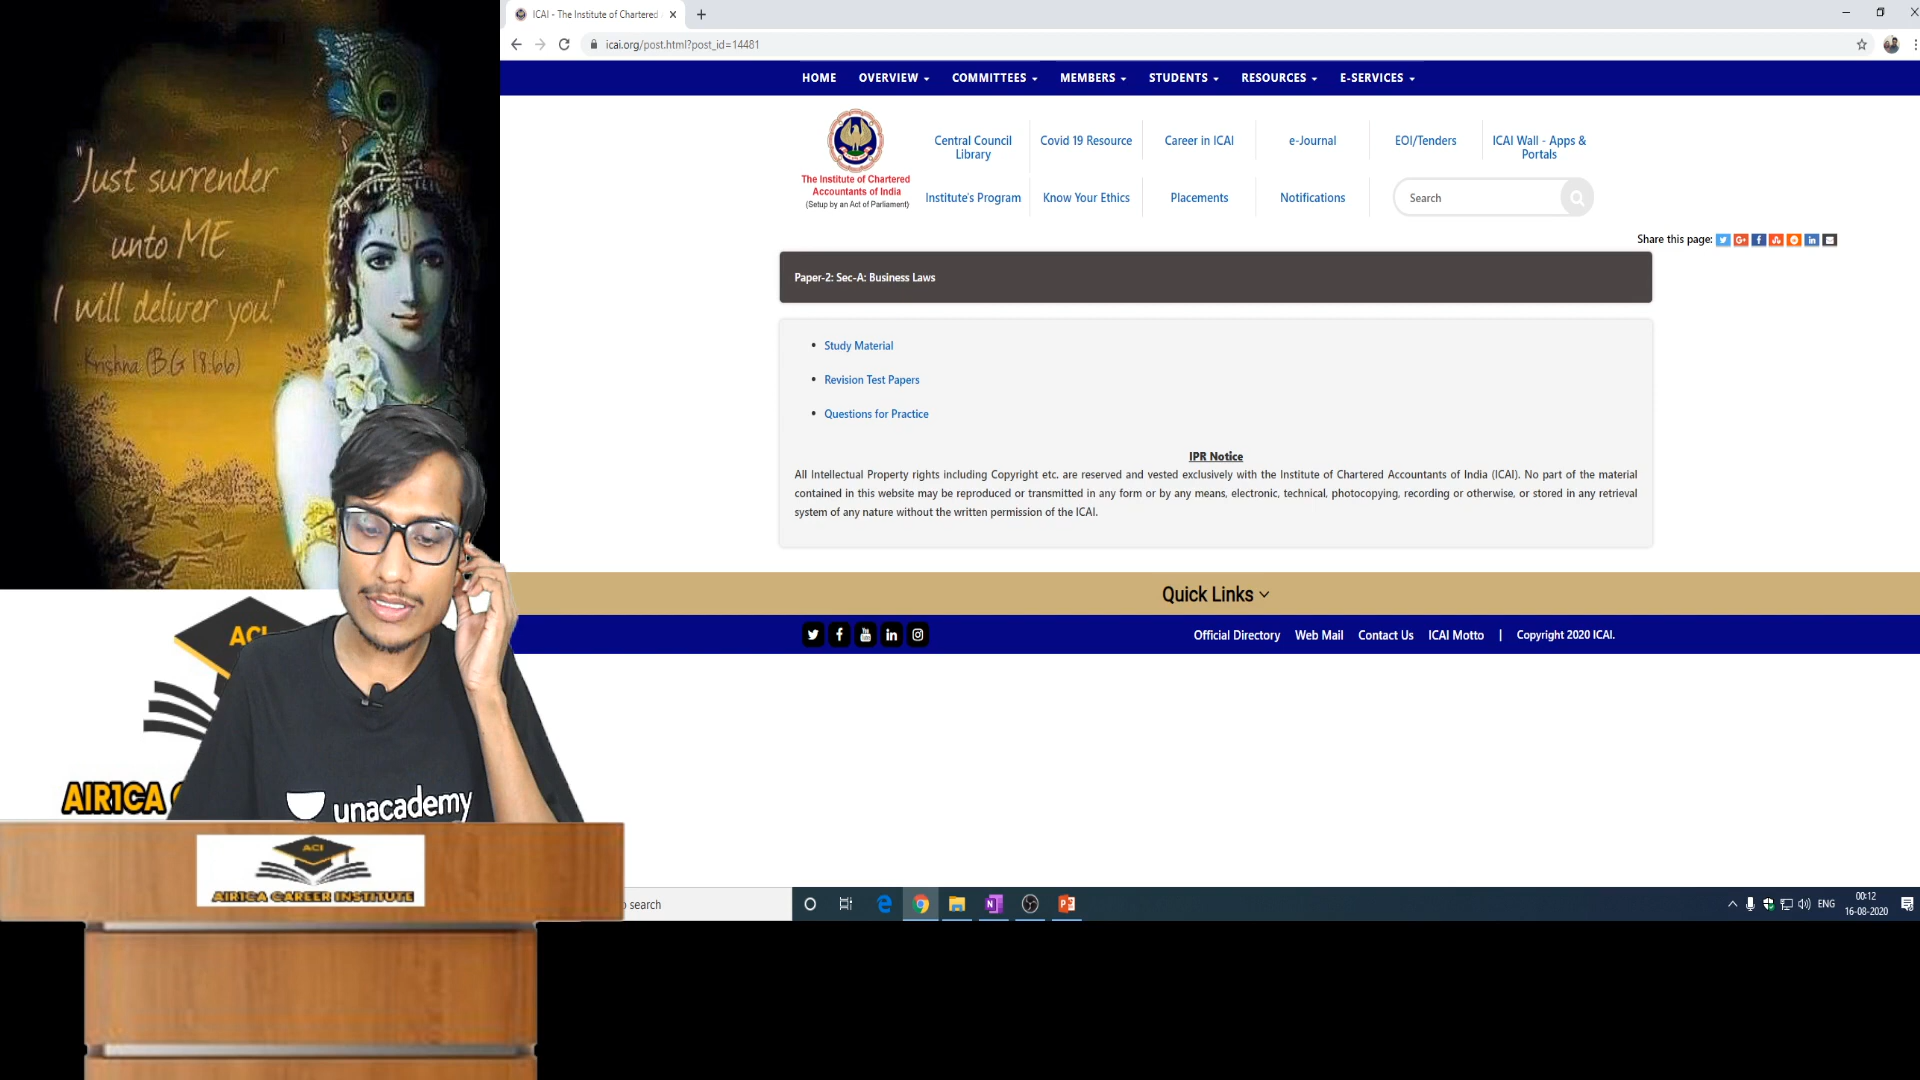 "Just surrender
unto ME
I will deliver you!"
Krishna (B.G 18:66)
ACI
AIR1CA
unacademy
ACI
AIR1CA CAREER INSTITUTE
ICAI - The Institute of Chartered
icai.org/post.html?post_id=14481
HOME OVERVIEW COMMITTEES MEMBERS STUDENTS RESOURCES E-SERVICES
The Institute of Chartered
Accountants of India
(Setup by an Act of Parliament)
Central Council
Library
Covid 19 Resource
Career in ICAI
e-Journal
EOI/Tenders
ICAI Wall - Apps &
Portals
Institute's Program
Know Your Ethics
Placements
Notifications
Search
Share this page:
Paper-2: Sec-A: Business Laws
• Study Material
• Revision Test Papers
• Questions for Practice
IPR Notice
All Intellectual Property rights including Copyright etc. are reserved and vested exclusively with the Institute of Chartered Accountants of India (ICAI). No part of the material
contained in this website may be reproduced or transmitted in any form or by any means, electronic, technical, photocopying, recording or otherwise, or stored in any retrieval
system of any nature without the written permission of the ICAI.
Quick Links
Official Directory Web Mail Contact Us ICAI Motto | Copyright 2020 ICAI.
search
ENG
00:12
16-08-2020